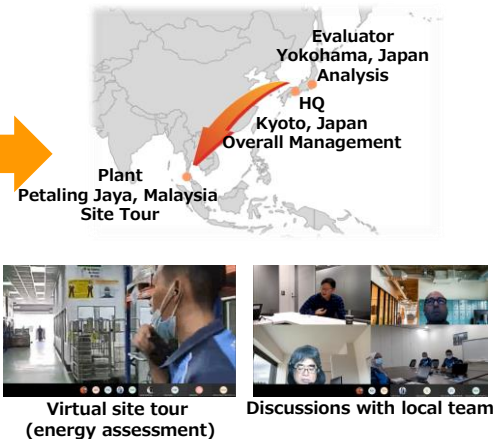 Evaluator
Yokohama, Japan
Analysis
HQ
Kyoto, Japan
Overall Management
Plant
Petaling Jaya, Malaysia
Site Tour
Virtual site tour
(energy assessment)
Discussions with local team